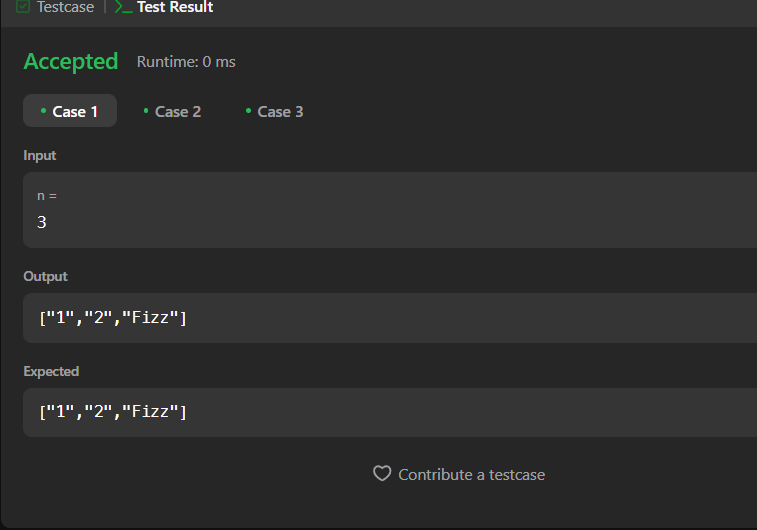 Testcase | >_ Test Result
Accepted Runtime: 0 ms
• Case 1 • Case 2 • Case 3
Input
n =
3
Output
["1","2","Fizz"]
Expected
["1","2","Fizz"]
Contribute a testcase